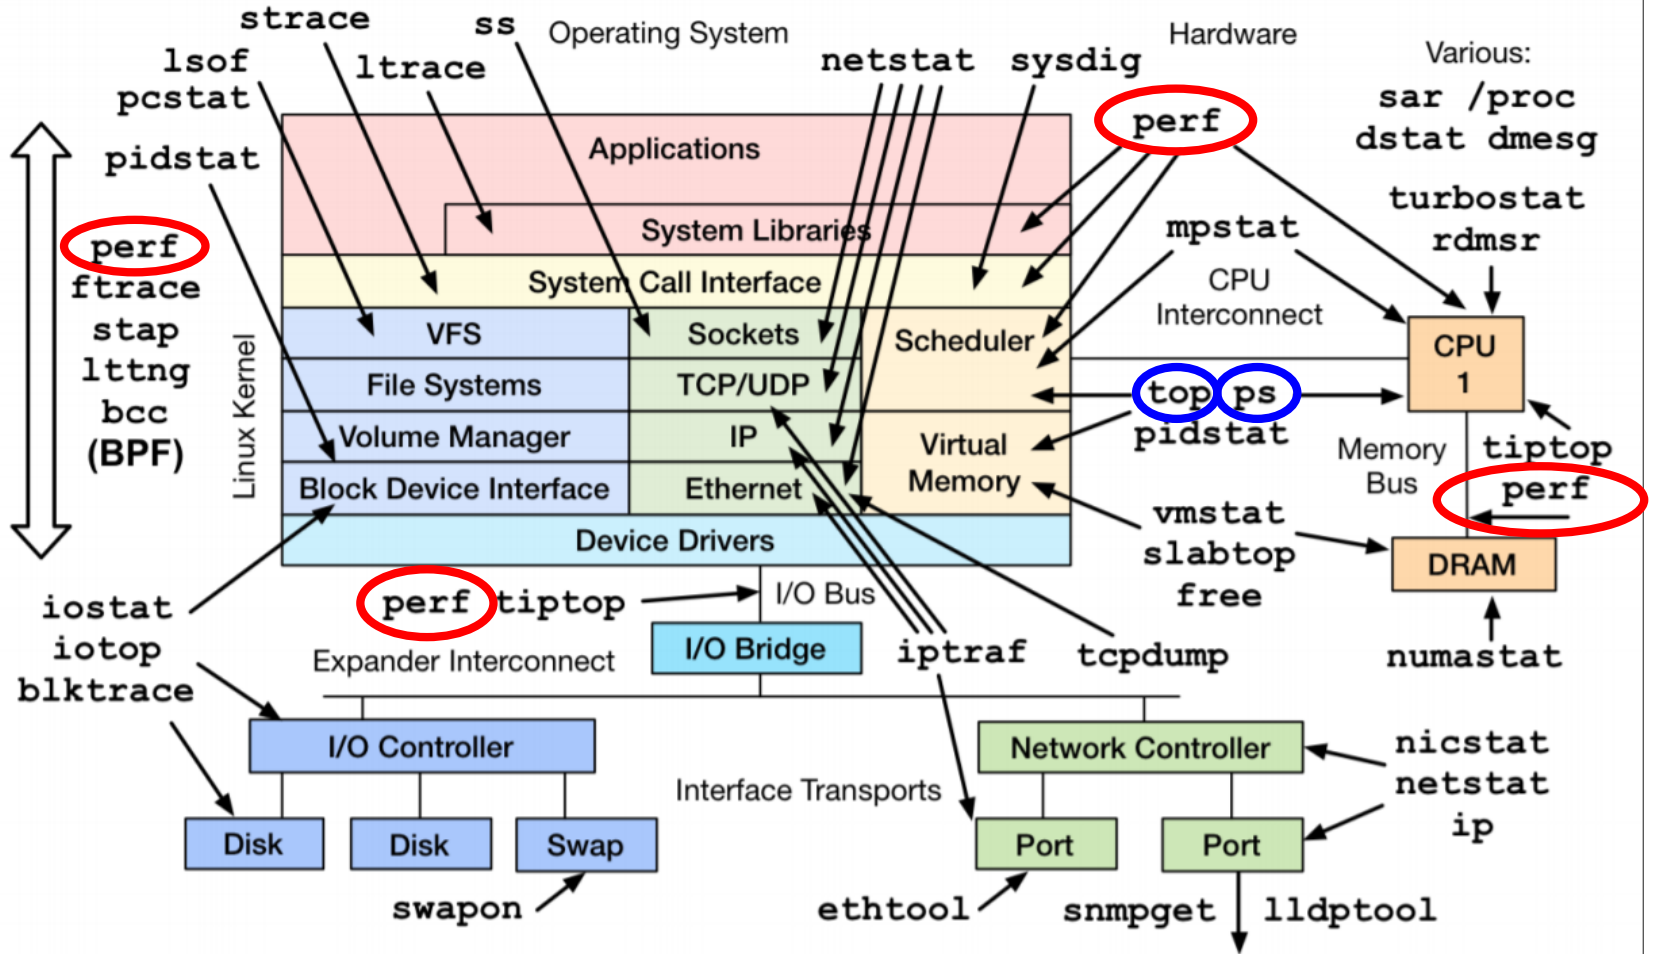 strace
ss
Operating System
Hardware
lsof
pcstat
ltrace
netstat
sysdig
Various:
sar /proc
dstat dmesg
perf
pidstat
Applications
turbostat
rdmsr
perf
ftrace
stap
lttng
bcc
(BPF)
System Libraries
mpstat
System Call Interface
CPU
Interconnect
Linux Kernel
VFS
Sockets
Scheduler
CPU
1
File Systems
TCP/UDP
top ps
pidstat
Volume Manager
IP
Virtual
Memory
Memory
Bus
tiptop
perf
Block Device Interface
Ethernet
vmstat
slabtop
free
Device Drivers
DRAM
iostat
iotop
blktrace
perf tiptop
I/O Bus
Expander Interconnect
I/O Bridge
iptraf
tcpdump
numastat
I/O Controller
Network Controller
nicstat
netstat
ip
Interface Transports
Disk
Disk
Swap
Port
Port
swapon
ethtool
snmpget
lldptool